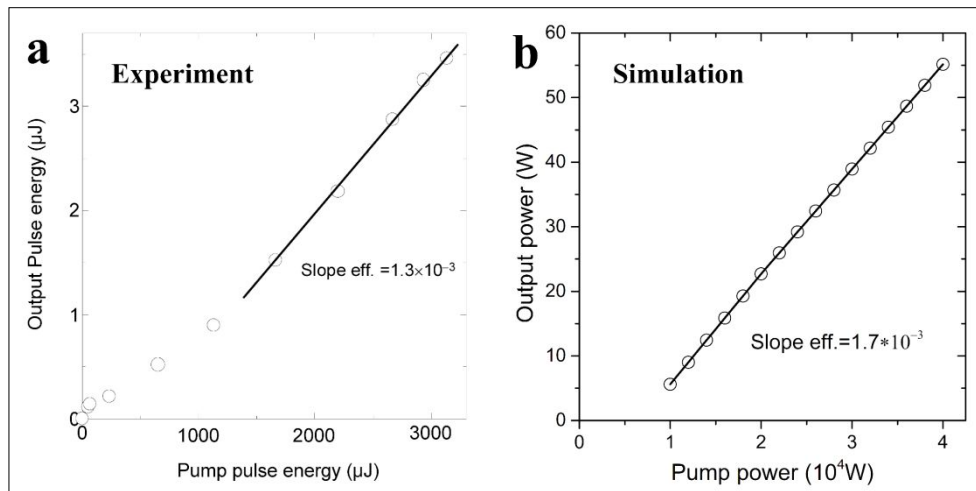 a
Experiment
Output Pulse energy (µJ)
3
2
1
0
Slope eff. =1.3×10⁻³
0 1000 2000 3000
Pump pulse energy (µJ)
b
Simulation
Output power (W)
60
50
40
30
20
10
0
Slope eff.=1.7*10⁻³
0 1 2 3 4
Pump power (10⁴W)